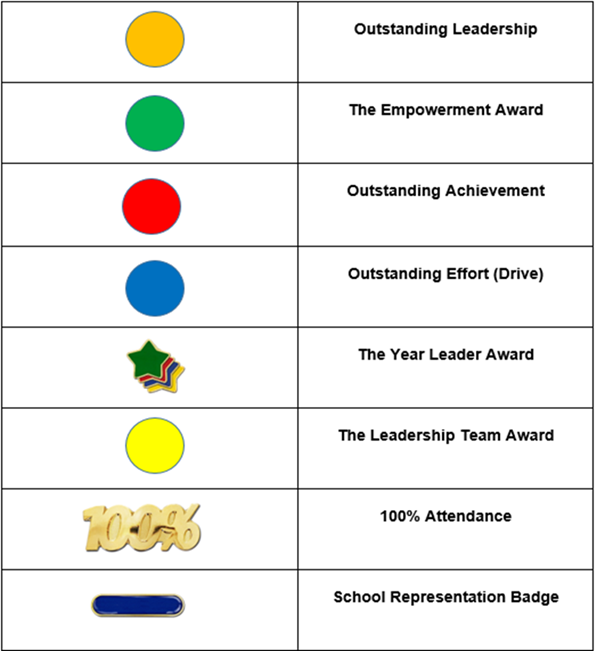 Outstanding Leadership
The Empowerment Award
Outstanding Achievement
Outstanding Effort (Drive)
The Year Leader Award
The Leadership Team Award
100%
100% Attendance
School Representation Badge